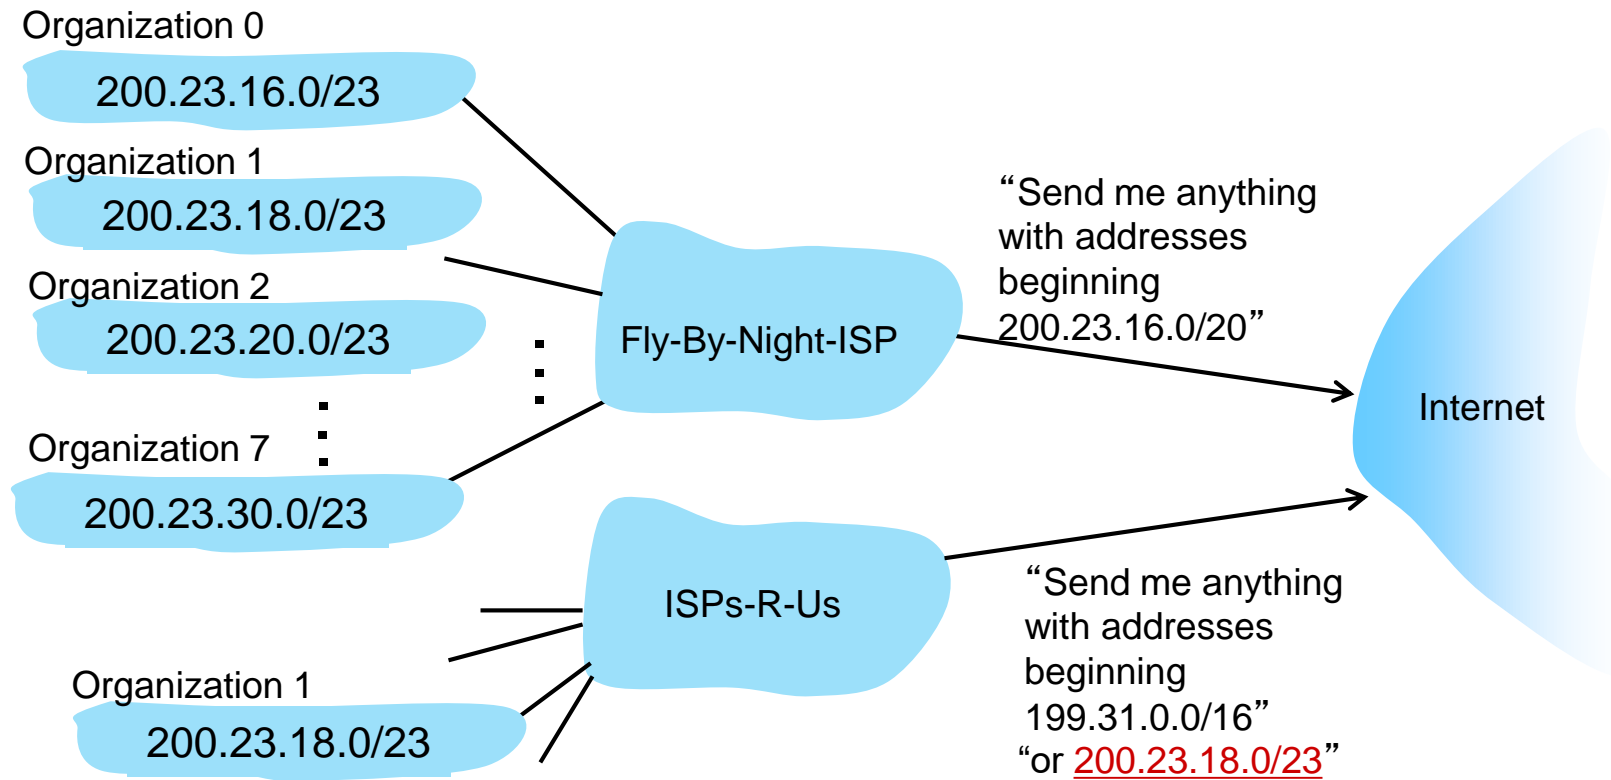 Organization 0
200.23.16.0/23
Organization 1
200.23.18.0/23
Organization 2
200.23.20.0/23
Organization 7
200.23.30.0/23
Fly-By-Night-ISP
“Send me anything
with addresses
beginning
200.23.16.0/20”
Internet
ISPs-R-Us
Organization 1
200.23.18.0/23
“Send me anything
with addresses
beginning
199.31.0.0/16”
“or 200.23.18.0/23”